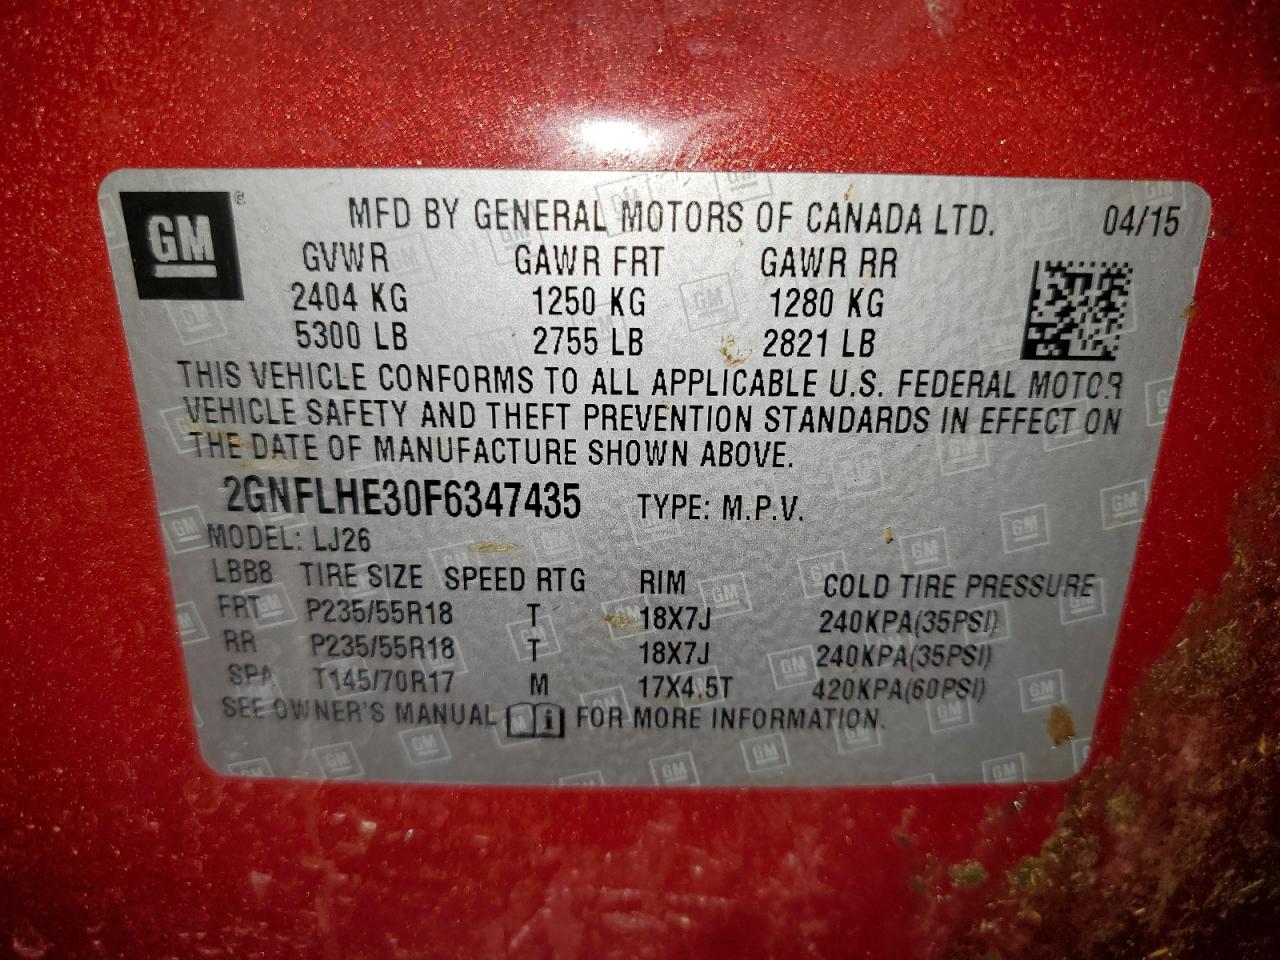 GM® MFD BY GENERAL MOTORS OF CANADA LTD. 04/15
GVWR GAWR FRT GAWR RR
2404 KG 1250 KG 1280 KG
5300 LB 2755 LB 2821 LB
THIS VEHICLE CONFORMS TO ALL APPLICABLE U.S. FEDERAL MOTOR
VEHICLE SAFETY AND THEFT PREVENTION STANDARDS IN EFFECT ON
THE DATE OF MANUFACTURE SHOWN ABOVE.
2GNFLHE30F6347435 TYPE: M.P.V.
MODEL: LJ26
LBB8 TIRE SIZE SPEED RTG RIM COLD TIRE PRESSURE
FRT P235/55R18 T 18X7J 240KPA(35PSI)
RR P235/55R18 T 18X7J 240KPA(35PSI)
SPA T145/70R17 M 17X4.5T 420KPA(60PSI)
SEE OWNER'S MANUAL i FOR MORE INFORMATION.